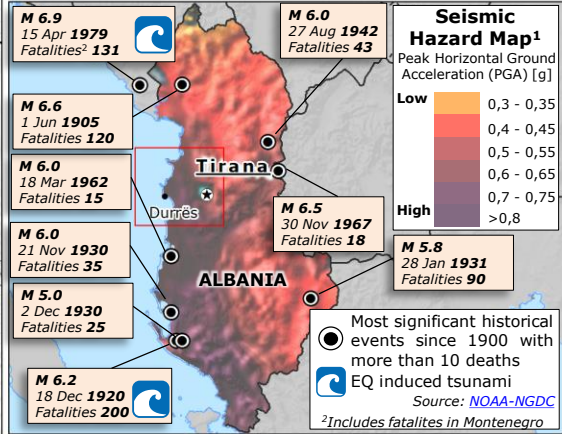 M 6.9
15 Apr 1979
Fatalities² 131
M 6.0
27 Aug 1942
Fatalities 43
Seismic
Hazard Map¹
Peak Horizontal Ground
Acceleration (PGA) [g]
Low
0,3 - 0,35
0,4 - 0,45
0,5 - 0,55
0,6 - 0,65
0,7 - 0,75
High
>0,8
M 6.6
1 Jun 1905
Fatalities 120
M 6.0
18 Mar 1962
Fatalities 15
Tirana
Durrës
M 6.5
30 Nov 1967
Fatalities 18
M 6.0
21 Nov 1930
Fatalities 35
M 5.8
28 Jan 1931
Fatalities 90
ALBANIA
M 5.0
2 Dec 1930
Fatalities 25
M 6.2
18 Dec 1920
Fatalities 200
Most significant historical
events since 1900 with
more than 10 deaths
EQ induced tsunami
Source: NOAA-NGDC
²Includes fatalites in Montenegro